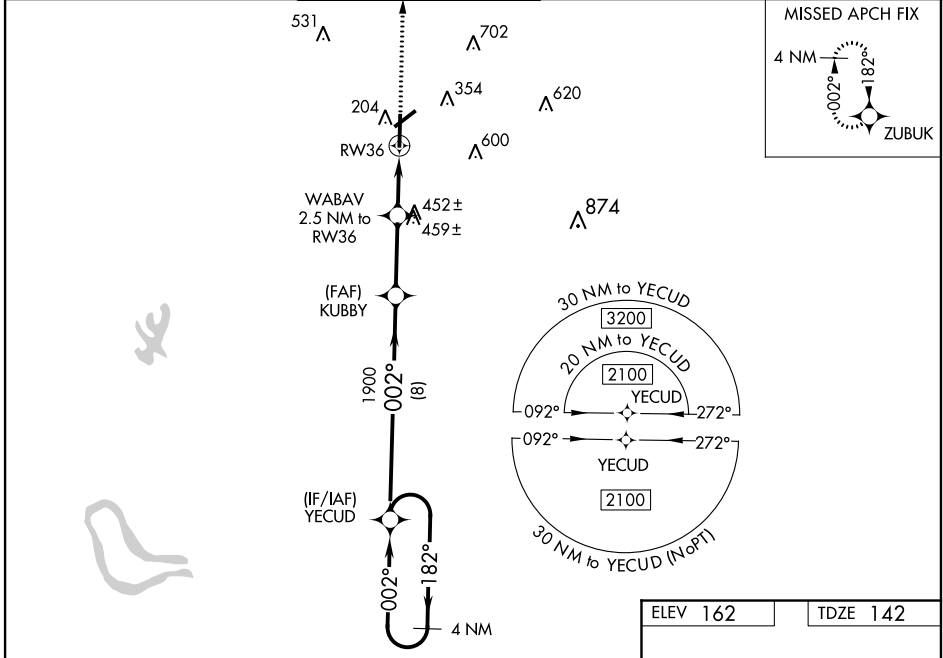 531
702
354
204
620
RW36
600
WABAV
2.5 NM to
RW36
452 ±
459 ±
874
(FAF)
KUBBY
1900
002°
(8)
(IF/IAF)
YECUD
002°
182°
4 NM
MISSED APCH FIX
4 NM
002°
182°
ZUBUK
30 NM to YECUD
3200
20 NM to YECUD
2100
YECUD
092°
272°
092°
272°
YECUD
2100
30 NM to YECUD (NoPT)
ELEV 162
TDZE 142